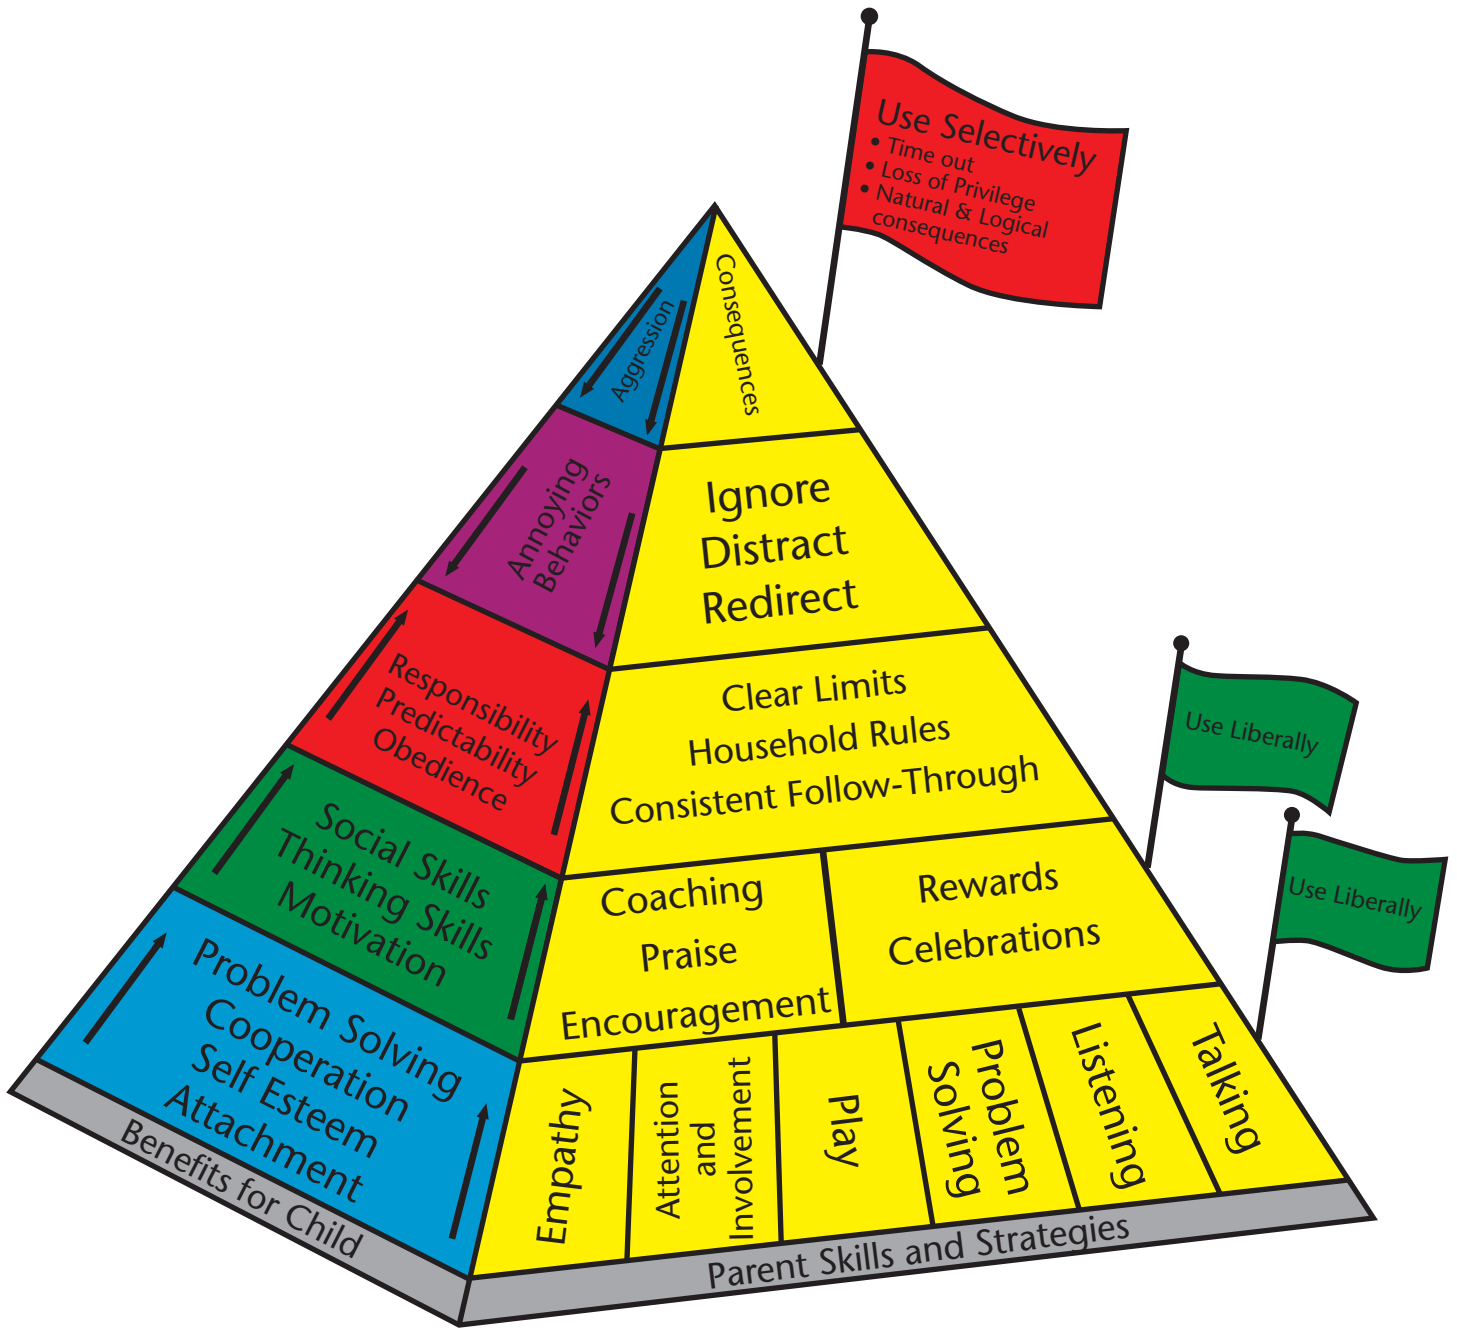 Use Selectively
• Time out
• Loss of Privilege
• Natural & Logical
consequences
Consequences
Aggression
Ignore
Distract
Redirect
Annoying
Behaviors
Clear Limits
Household Rules
Consistent Follow-Through
Responsibility
Predictability
Obedience
Use Liberally
Coaching
Praise
Encouragement
Rewards
Celebrations
Social Skills
Thinking Skills
Motivation
Use Liberally
Empathy
Attention
and
Involvement
Play
Problem
Solving
Listening
Talking
Problem Solving
Cooperation
Self Esteem
Attachment
Benefits for Child
Parent Skills and Strategies